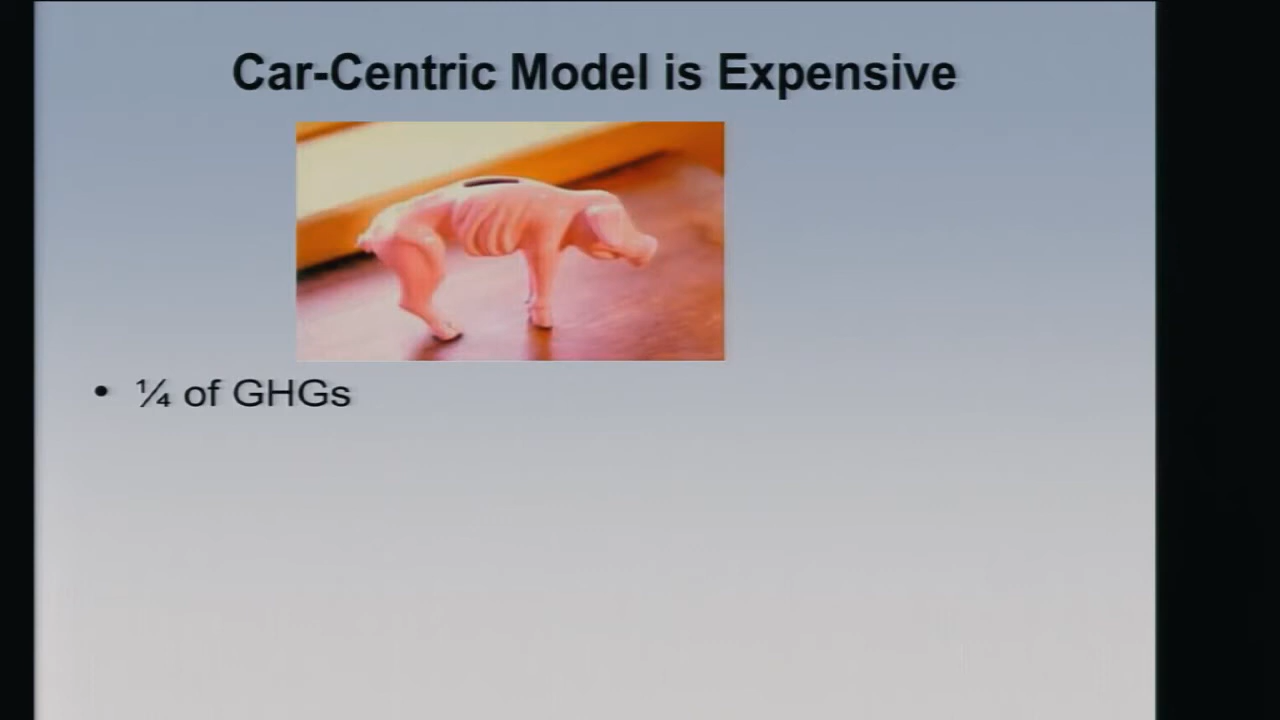 Car-Centric Model is Expensive
• ¼ of GHGs